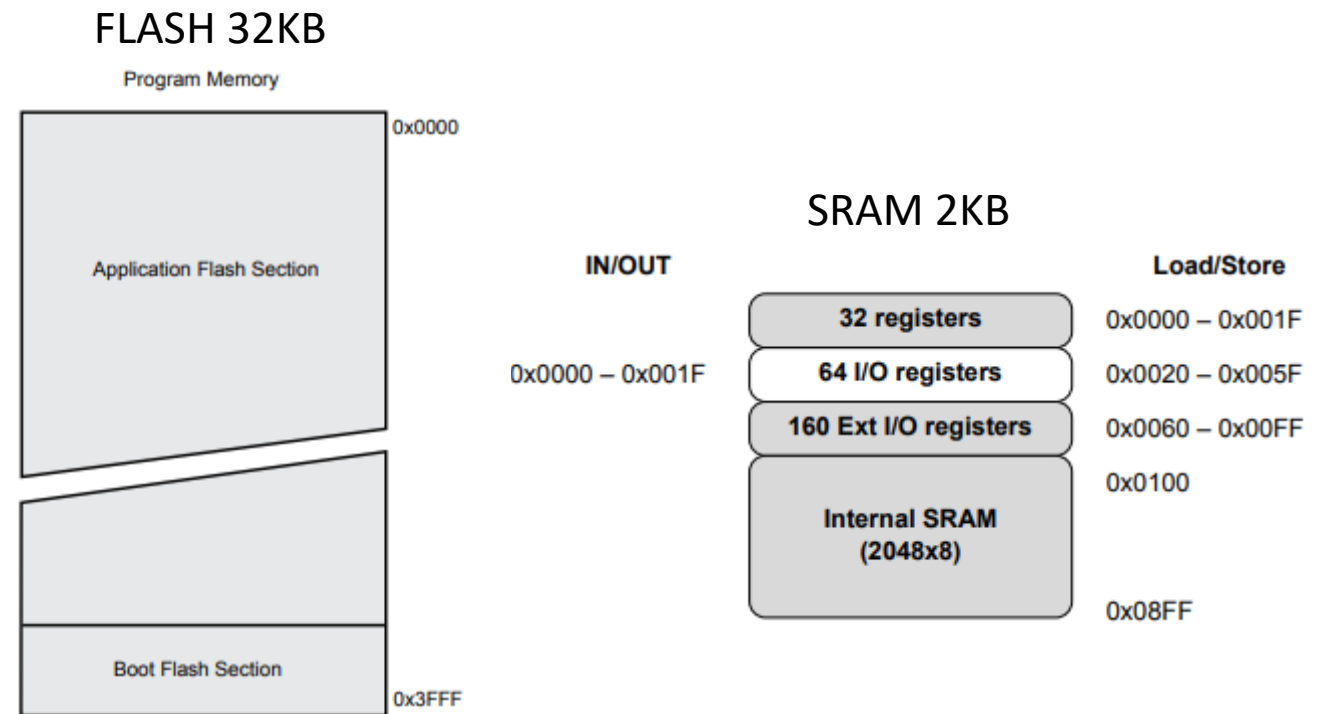 FLASH 32KB
Program Memory
0x0000
Application Flash Section
Boot Flash Section
0x3FFF
SRAM 2KB
IN/OUT
Load/Store
32 registers
0x0000 – 0x001F
0x0000 – 0x001F
64 I/O registers
0x0020 – 0x005F
160 Ext I/O registers
0x0060 – 0x00FF
0x0100
Internal SRAM
(2048x8)
0x08FF